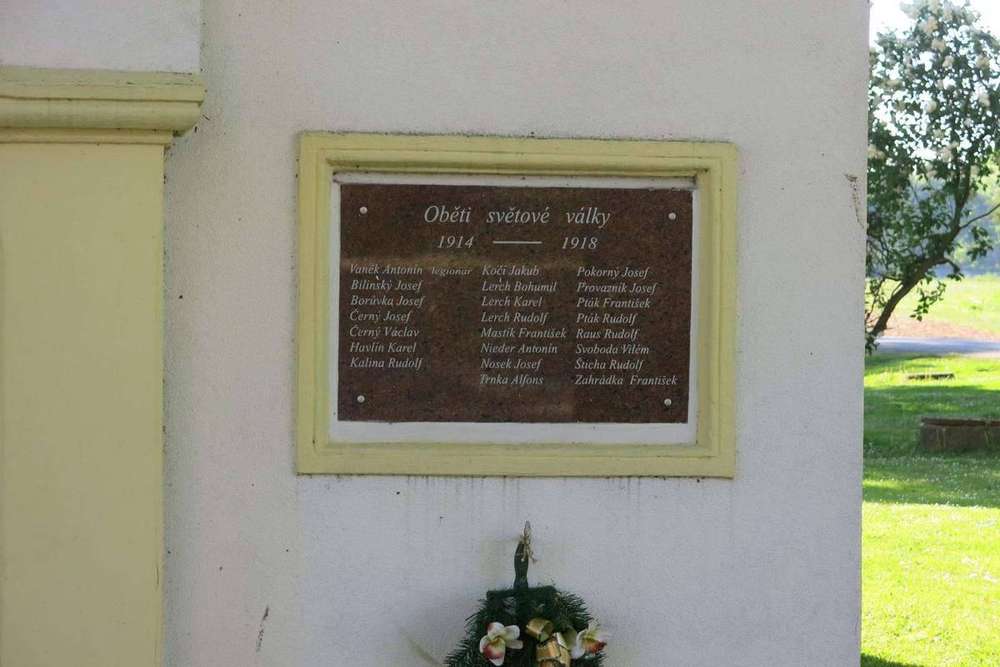 Oběti světové války
1914 —— 1918
Vaněk Antonín legionář
Bilinský Josef
Borůvka Josef
Černý Josef
Černý Václav
Havlín Karel
Kalina Rudolf
Kočí Jakub
Lerch Bohumil
Lerch Karel
Lerch Rudolf
Mastík František
Nieder Antonín
Nosek Josef
Trnka Alfons
Pokorný Josef
Provazník Josef
Pták František
Pták Rudolf
Raus Rudolf
Svoboda Vilém
Šticha Rudolf
Zahrádka František